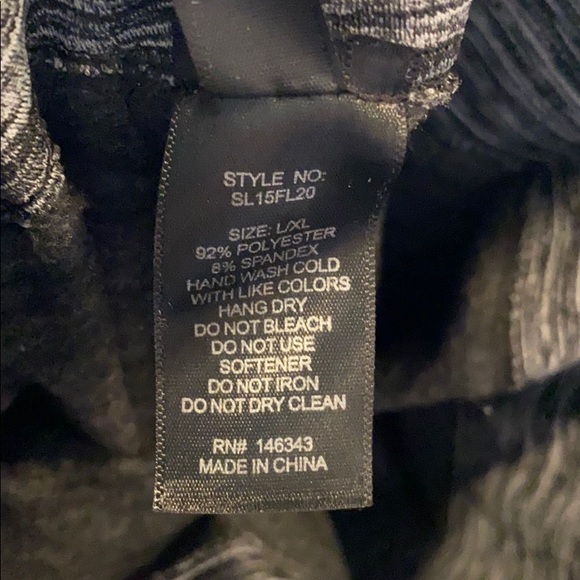 STYLE NO:
SL15FL20
SIZE: L/XL
92% POLYESTER
8% SPANDEX
HAND WASH COLD
WITH LIKE COLORS
HANG DRY
DO NOT BLEACH
DO NOT USE
SOFTENER
DO NOT IRON
DO NOT DRY CLEAN
RN# 146343
MADE IN CHINA